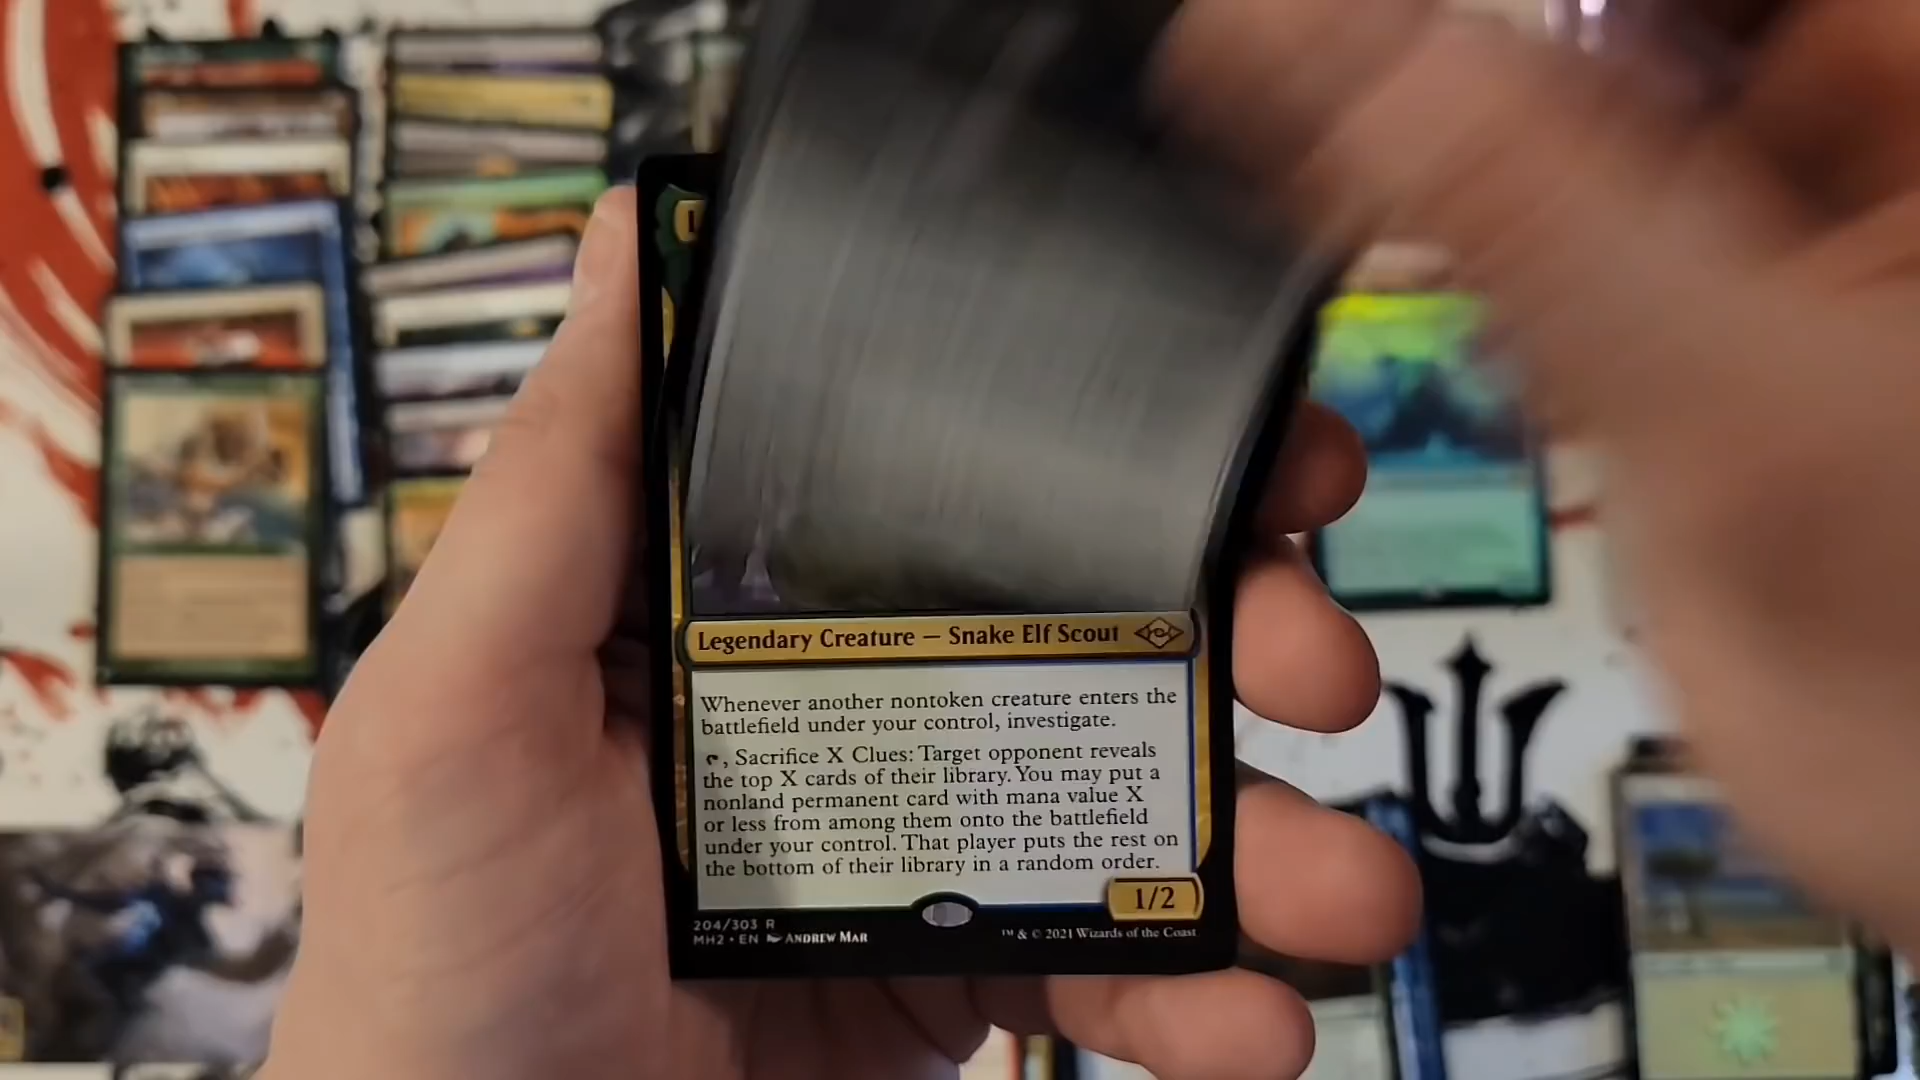 L
Legendary Creature — Snake Elf Scout
Whenever another nontoken creature enters the
battlefield under your control, investigate.
, Sacrifice X Clues: Target opponent reveals
the top X cards of their library. You may put a
nonland permanent card with mana value X
or less from among them onto the battlefield
under your control. That player puts the rest on
the bottom of their library in a random order.
1/2
204/303 R
MH2 • EN ANDREW MAR
™ & © 2021 Wizards of the Coast